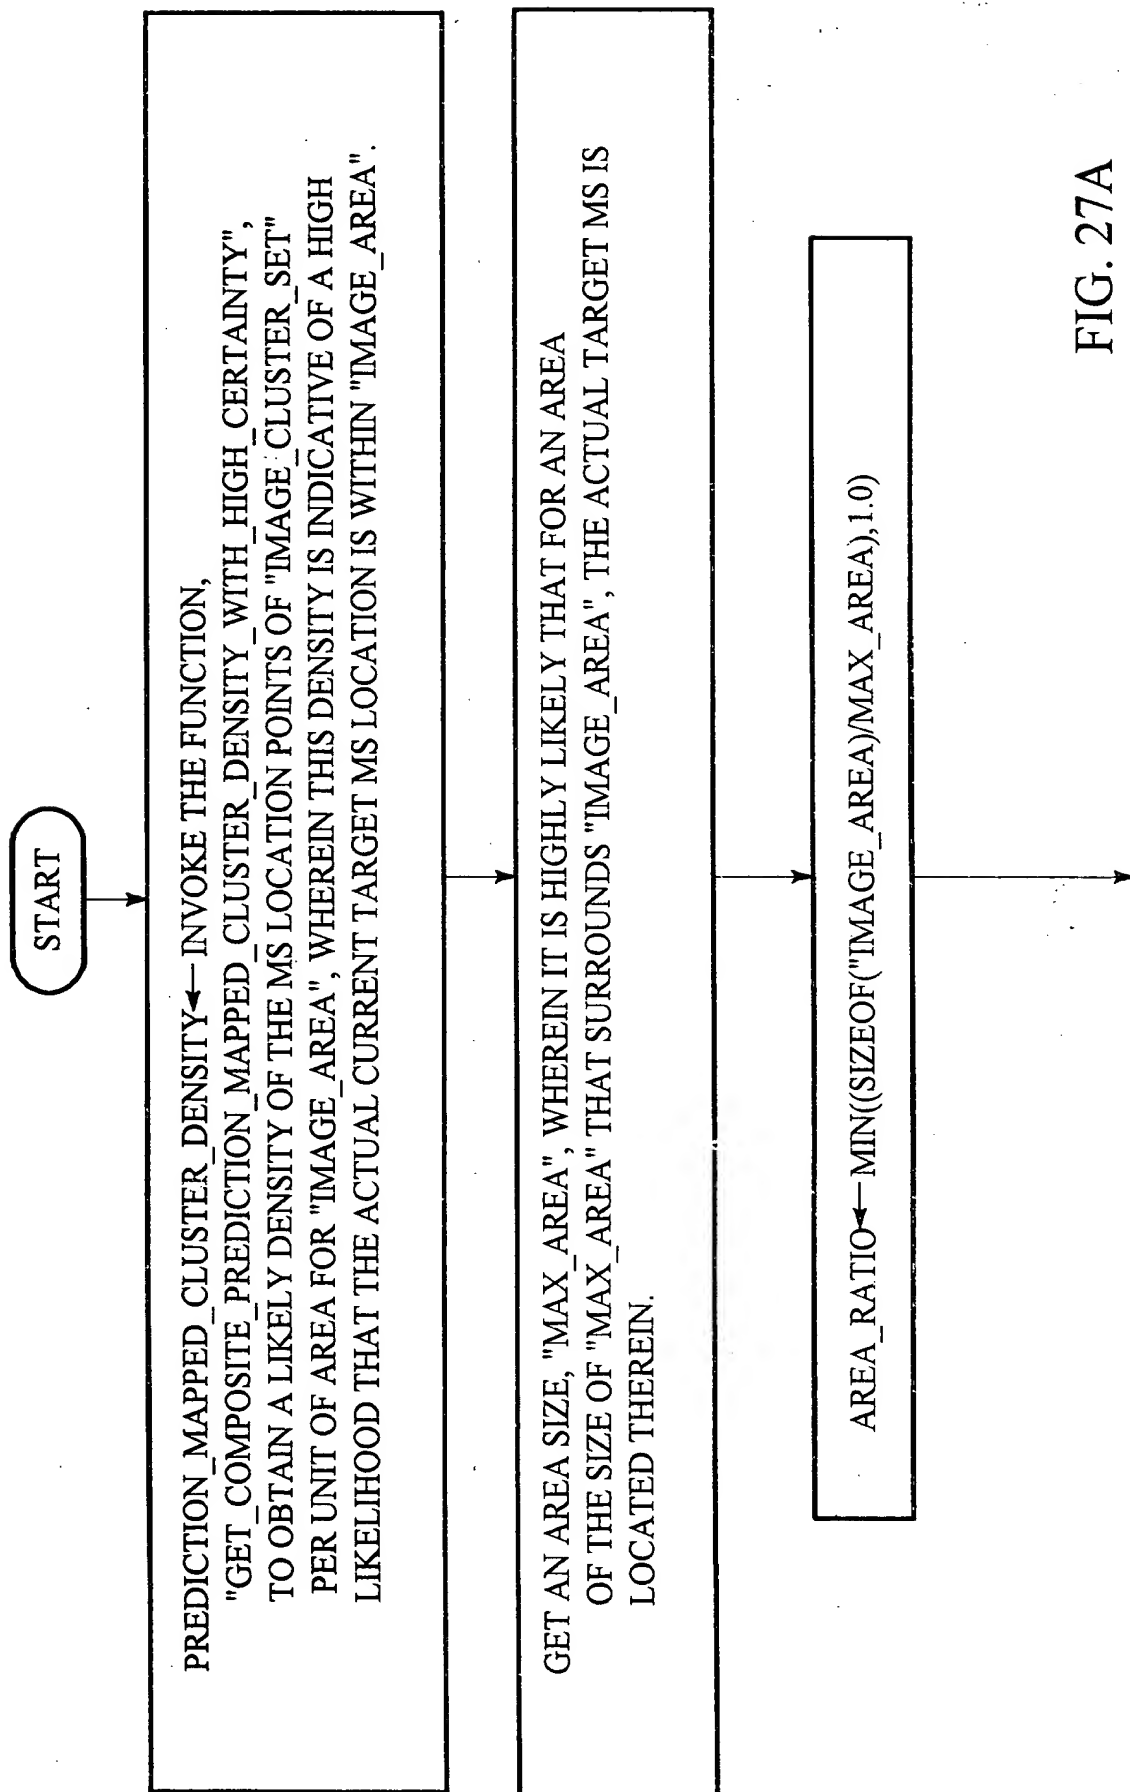 START
PREDICTION_MAPPED_CLUSTER_DENSITY ← INVOKE THE FUNCTION,
"GET_COMPOSITE_PREDICTION_MAPPED_CLUSTER_DENSITY_WITH_HIGH_CERTAINTY",
TO OBTAIN A LIKELY DENSITY OF THE MS LOCATION POINTS OF "IMAGE_CLUSTER_SET"
PER UNIT OF AREA FOR "IMAGE_AREA", WHEREIN THIS DENSITY IS INDICATIVE OF A HIGH
LIKELIHOOD THAT THE ACTUAL CURRENT TARGET MS LOCATION IS WITHIN "IMAGE_AREA".
GET AN AREA SIZE, "MAX_AREA", WHEREIN IT IS HIGHLY LIKELY THAT FOR AN AREA
OF THE SIZE OF "MAX_AREA" THAT SURROUNDS "IMAGE_AREA", THE ACTUAL TARGET MS IS
LOCATED THEREIN.
AREA_RATIO ← MIN((SIZEOF("IMAGE_AREA)/MAX_AREA),1.0)
FIG. 27A